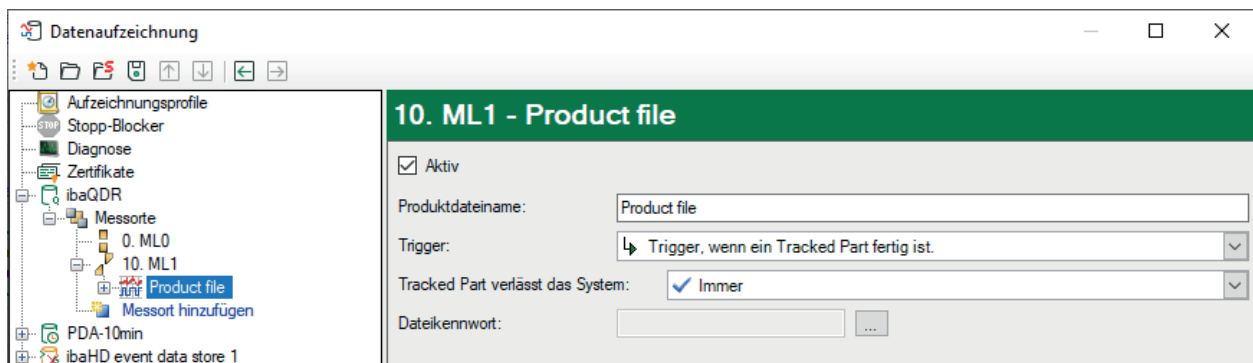 Datenaufzeichnung
Aufzeichnungsprofile
STOP Stopp-Blocker
Diagnose
Zertifikate
ibaQDR
Messorte
0. ML0
10. ML1
Product file
Messort hinzufügen
PDA-10min
ibaHD event data store 1
10. ML1 - Product file
Aktiv
Produktdateiname: Product file
Trigger: Trigger, wenn ein Tracked Part fertig ist.
Tracked Part verlässt das System: Immer
Dateikennwort: ...